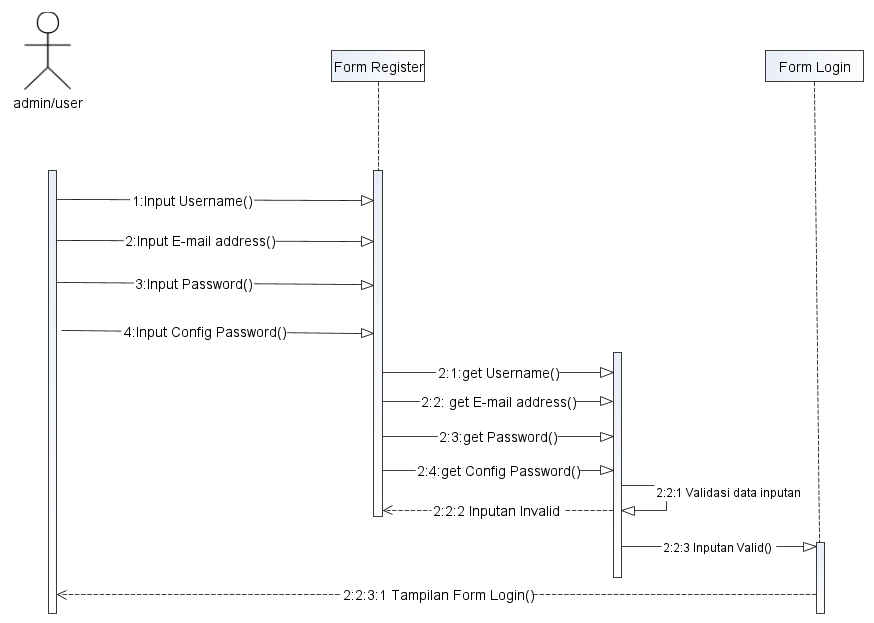 admin/user
Form Register
Form Login
1:Input Username()
2:Input E-mail address()
3:Input Password()
4:Input Config Password()
2:1:get Username()
2:2: get E-mail address()
2:3:get Password()
2:4:get Config Password()
2:2:1 Validasi data inputan
2:2:2 Inputan Invalid
2:2:3 Inputan Valid()
2:2:3:1 Tampilan Form Login()